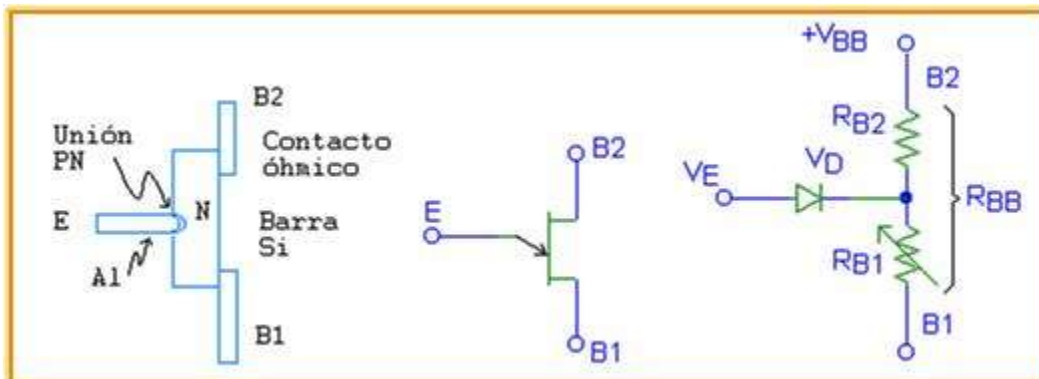 B2
Unión
PN
Contacto
óhmico
E
N
Barra
Si
Al
B1
B2
E
B1
+VBB
B2
RB2
VD
VE
RBB
RB1
B1